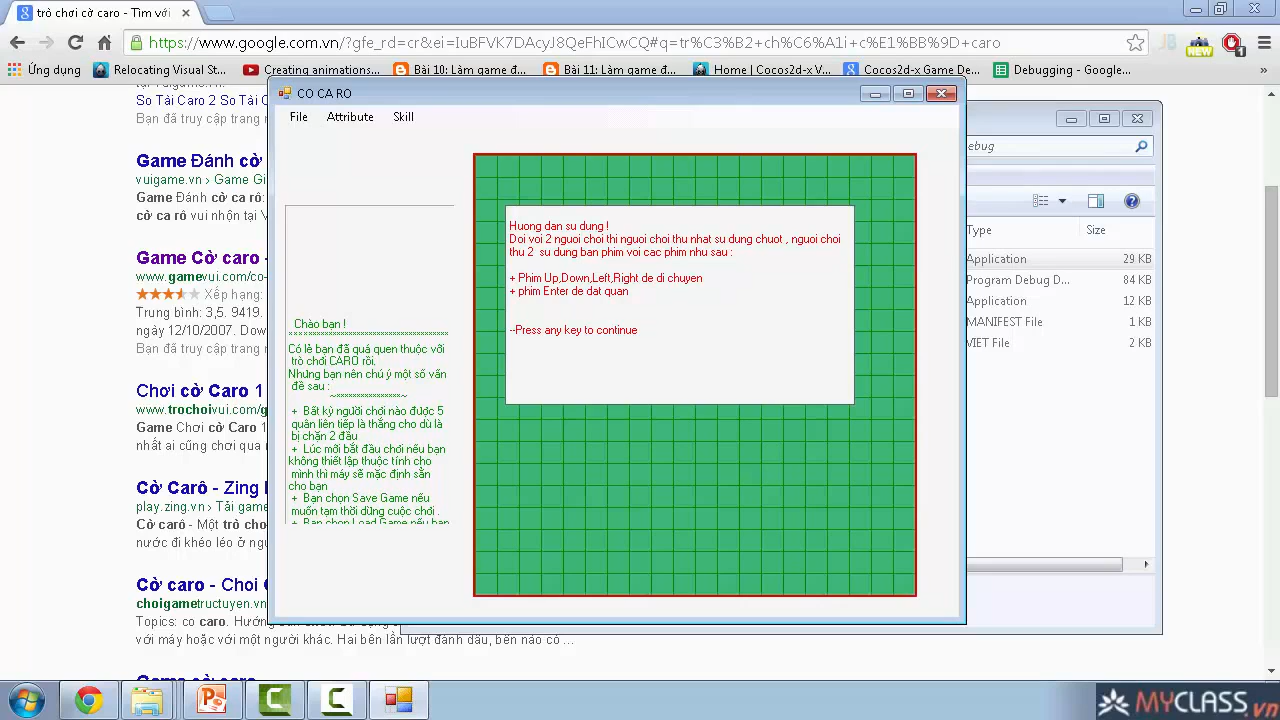 trò chơi cờ caro - Tìm với
https://www.google.com.vn/?gfe_rd=cr&ei=IuBFVYPDAcyJ8QeFhICwCQ#q=tr%C3%B2+ch%C6%A1i+c%E1%BB%9D+caro
Ứng dụng
Relocating Visual St...
Creating animations...
Bài 10: Làm game đ...
Bài 11: Làm game đ...
Home | Cocos2d-x V...
Cocos2d-x Game De...
Debugging - Google...
»
So Tài Caro 2 So Tài C
Bạn đã truy cập trang n
Game Đánh cờ
vuigame.vn › Game Gi
Game Đánh cờ ca rô:
cờ ca rô vui nhộn tại V
Game Cờ caro -
www.gamevui.com/co-
Xếp hạng:
Trung bình: 3,5. 9419.
ngày 12/10/2007. Dow
Bạn đã truy cập trang n
Chơi cờ Caro 1
www.trochoivui.com/g
Game Chơi cờ Caro 1
nhất ai cũng chơi qua r
Cờ Carô - Zing
play.zing.vn › Tải game
Cờ carô - Một trò cho
nước đi khéo léo ở ngu
Cờ caro - Choi G
choigametructuyen.vn
Topics: co caro. Hướng
với máy hoặc với một người khác. Hai bên lần lượt đánh dấu, bên nào có ...
CO CA RO
File Attribute Skill
Chào bạn !
Có lẽ bạn đã quá quen thuộc với
trò chơi CARO rồi.
Nhưng bạn nên chú ý một số vấn
đề sau :
~××××××××××××××××~
+ Bất kỳ người chơi nào được 5
quân liên tiếp là thắng cho dù là
bị chặn 2 đầu
+ Lúc mới bắt đầu chơi nếu bạn
không thiết lập thuộc tính cho
mình thì máy sẽ mặc định sẵn
cho bạn
+ Bạn chọn Save Game nếu
muốn tạm thời dừng cuộc chơi .
+ Bạn chọn Load Game nếu bạn
Huong dan su dung !
Doi voi 2 nguoi choi thi nguoi choi thu nhat su dung chuot , nguoi choi
thu 2 su dung ban phim voi cac phim nhu sau :
+ Phim Up,Down,Left,Right de di chuyen
+ phim Enter de dat quan
--Press any key to continue
ebug
Type Size
Application 29 KB
Program Debug D... 84 KB
Application 12 KB
MANIFEST File 1 KB
VIET File 2 KB
NEW
1
MYCLASS.vn